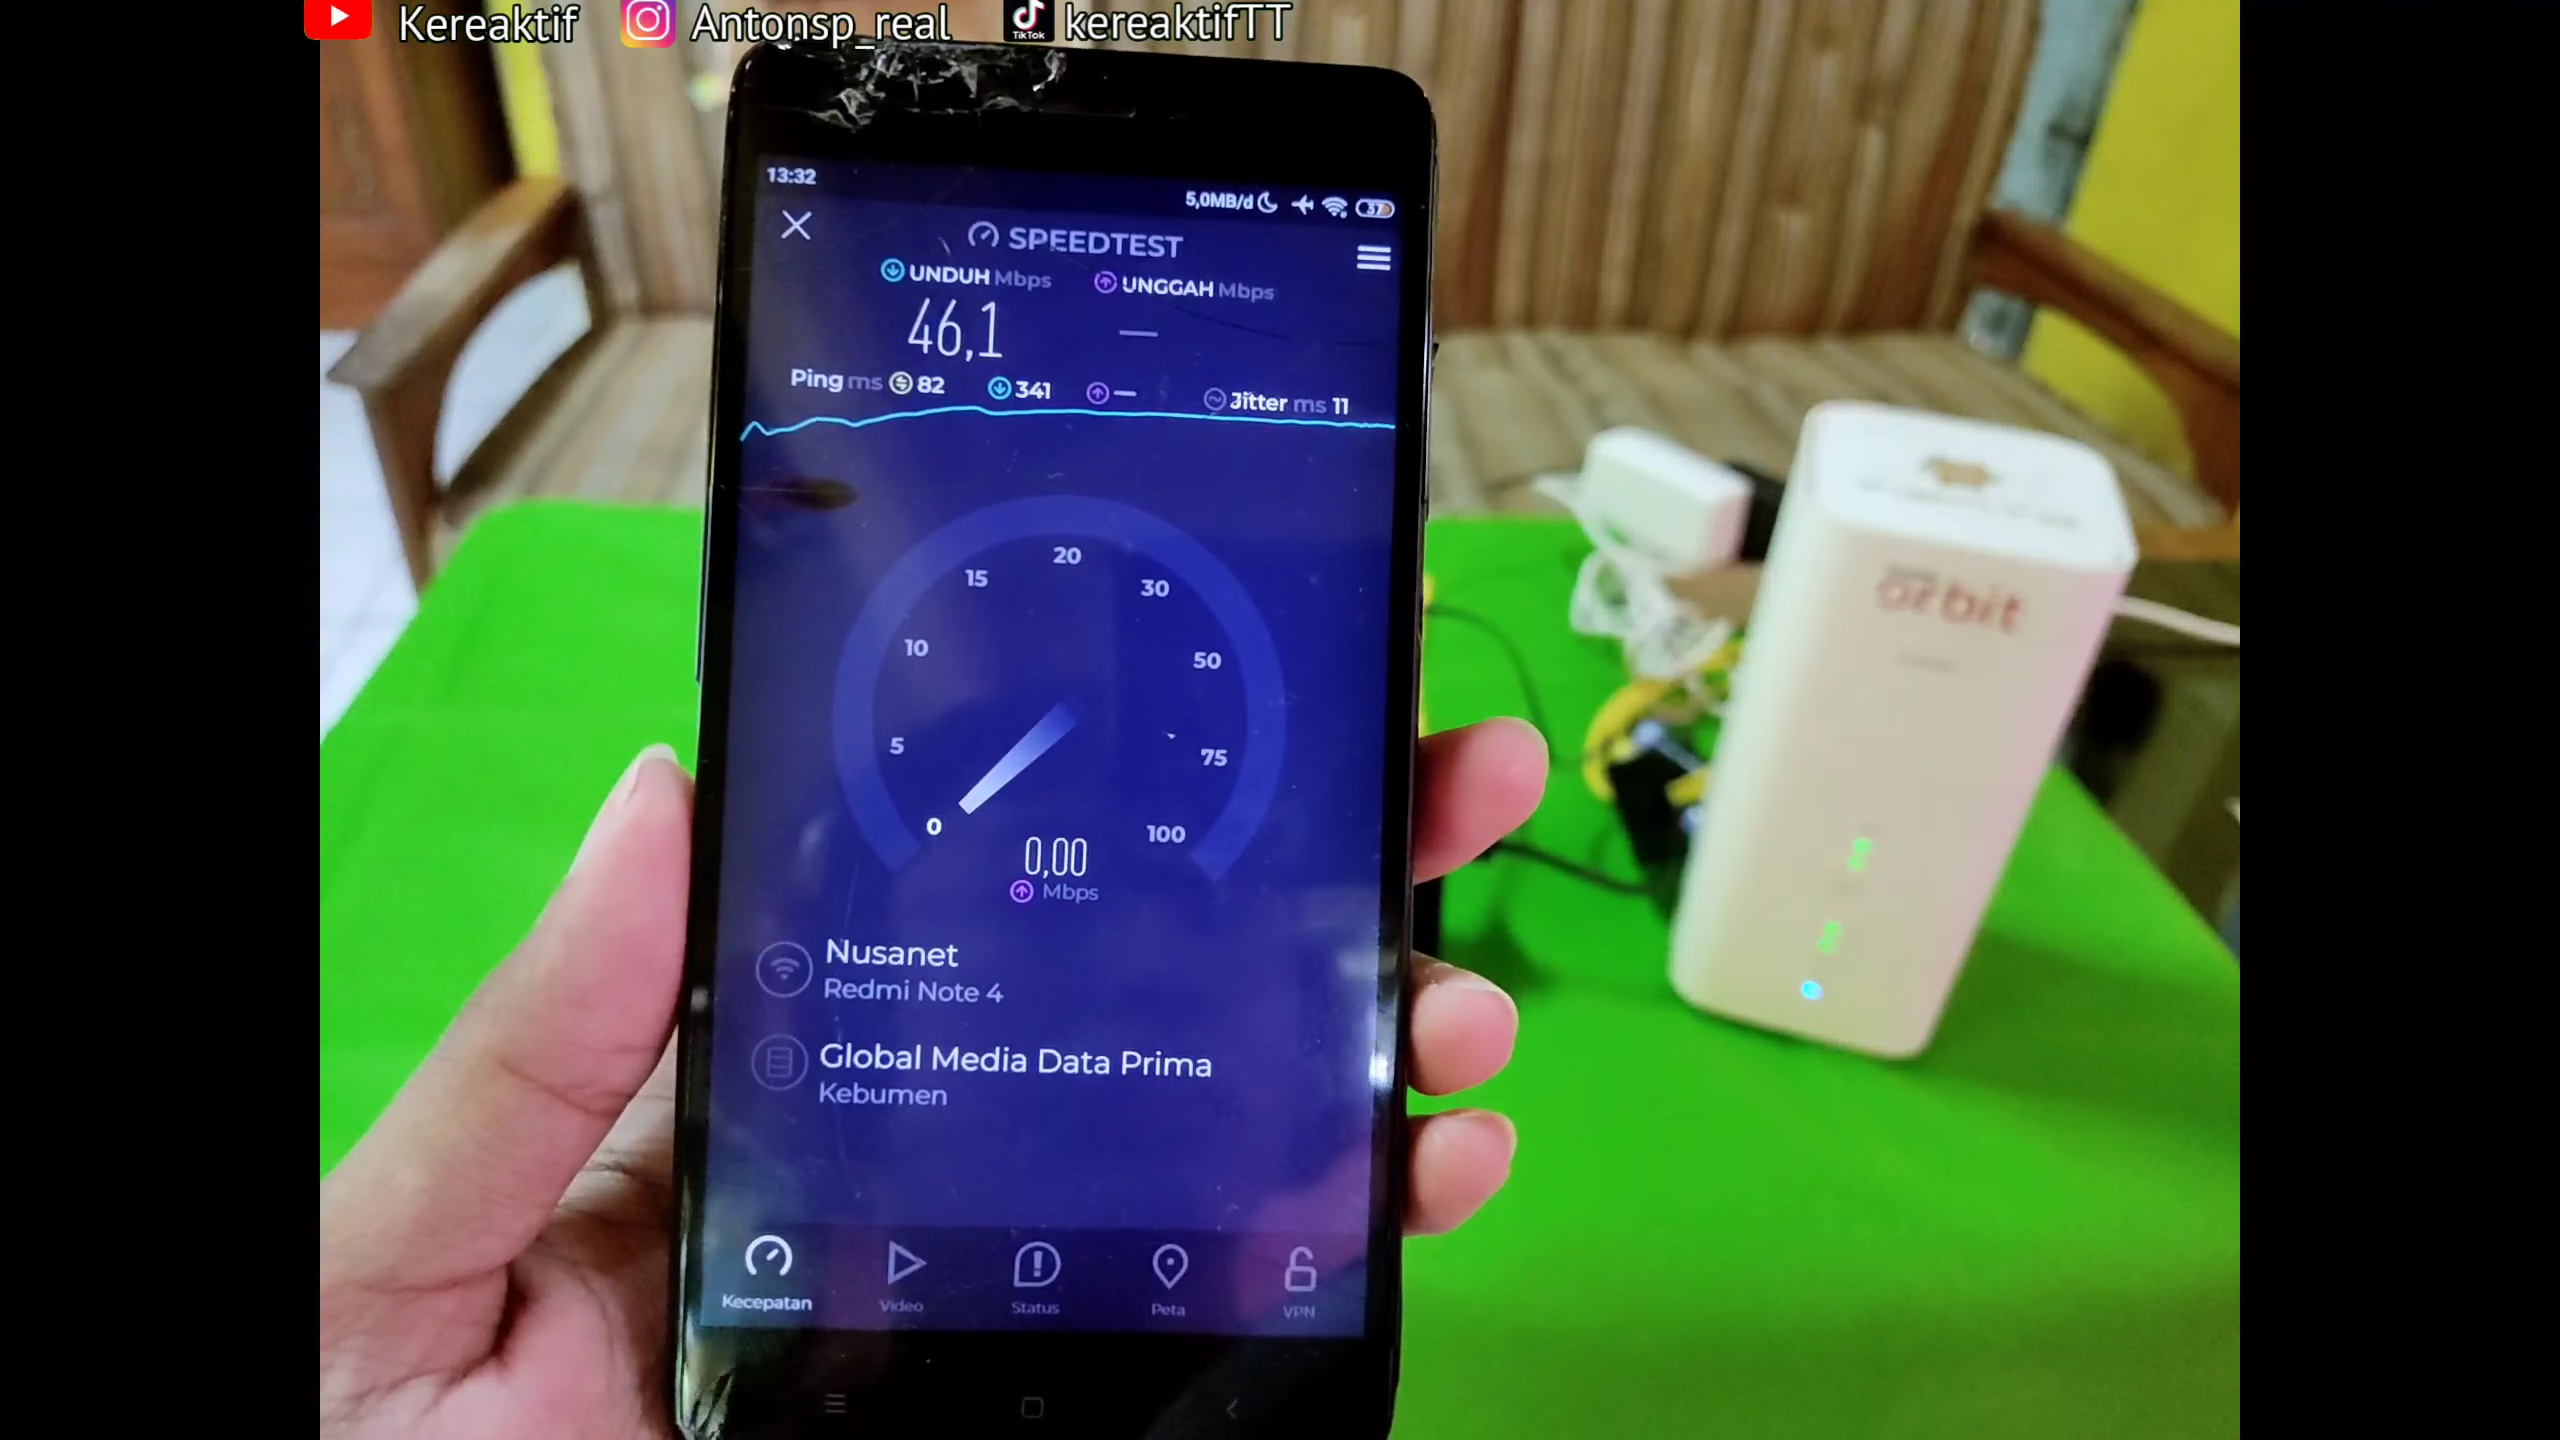 Kereaktif
Antonsp_real
TikTok
kereaktifTT
13:32
5,0MB/d
37
SPEEDTEST
UNDUH Mbps
UNGGAH Mbps
46,1
—
Ping ms 82
341
—
Jitter ms 11
0
5
10
15
20
30
50
75
100
0,00
Mbps
Nusanet
Redmi Note 4
Global Media Data Prima
Kebumen
Kecepatan
Video
Status
Peta
VPN
orbit